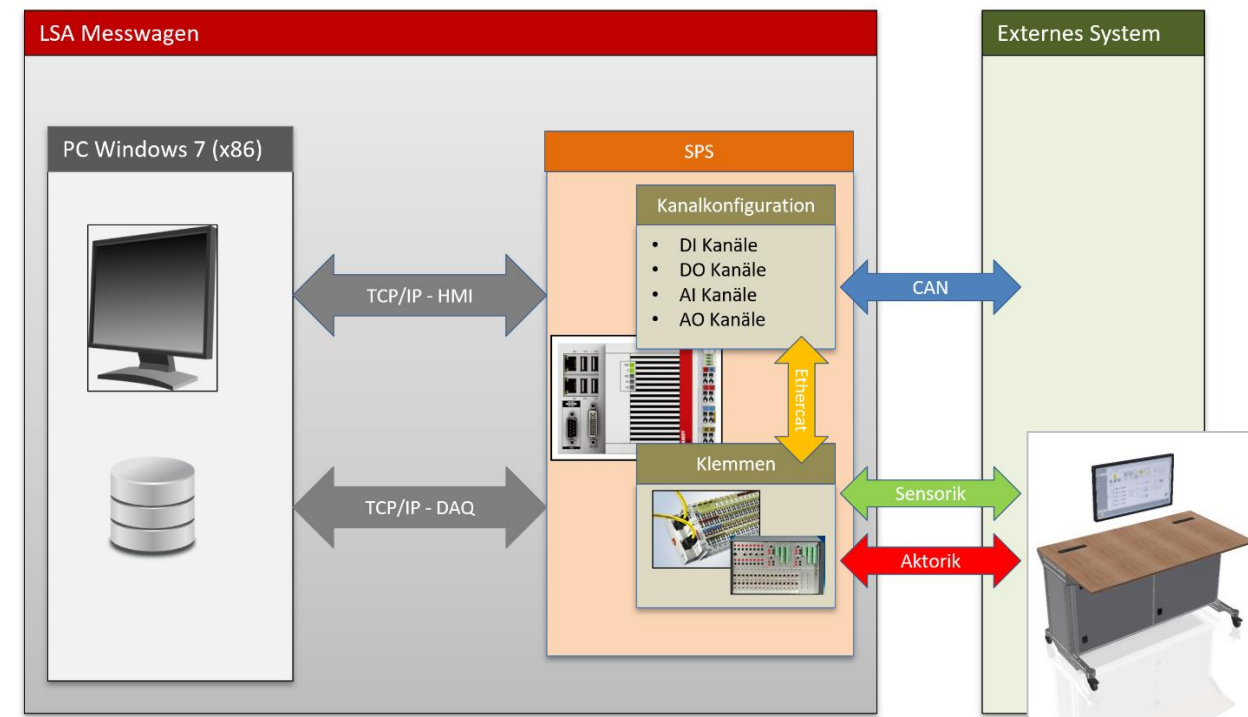 LSA Messwagen
Externes System
PC Windows 7 (x86)
SPS
Kanalkonfiguration
• DI Kanäle
• DO Kanäle
• AI Kanäle
• AO Kanäle
TCP/IP - HMI
CAN
Ethercat
Klemmen
TCP/IP - DAQ
Sensorik
Aktorik